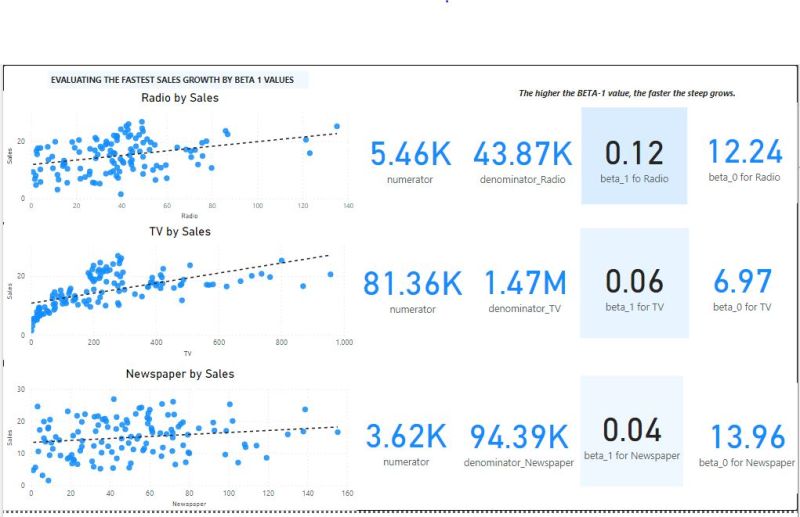 EVALUATING THE FASTEST SALES GROWTH BY BETA 1 VALUES
The higher the BETA-1 value, the faster the steep grows.
Radio by Sales
Sales
20
0
0 20 40 60 80 100 120 140
Radio
5.46K
numerator
43.87K
denominator_Radio
0.12
beta_1 fo Radio
12.24
beta_0 for Radio
TV by Sales
Sales
20
0
0 200 400 600 800 1,000
TV
81.36K
numerator
1.47M
denominator_TV
0.06
beta_1 for TV
6.97
beta_0 for TV
Newspaper by Sales
Sales
30
20
10
0
0 20 40 60 80 100 120 140 160
Newspaper
3.62K
numerator
94.39K
denominator_Newspaper
0.04
beta_1 for Newspaper
13.96
beta_0 for Newspaper